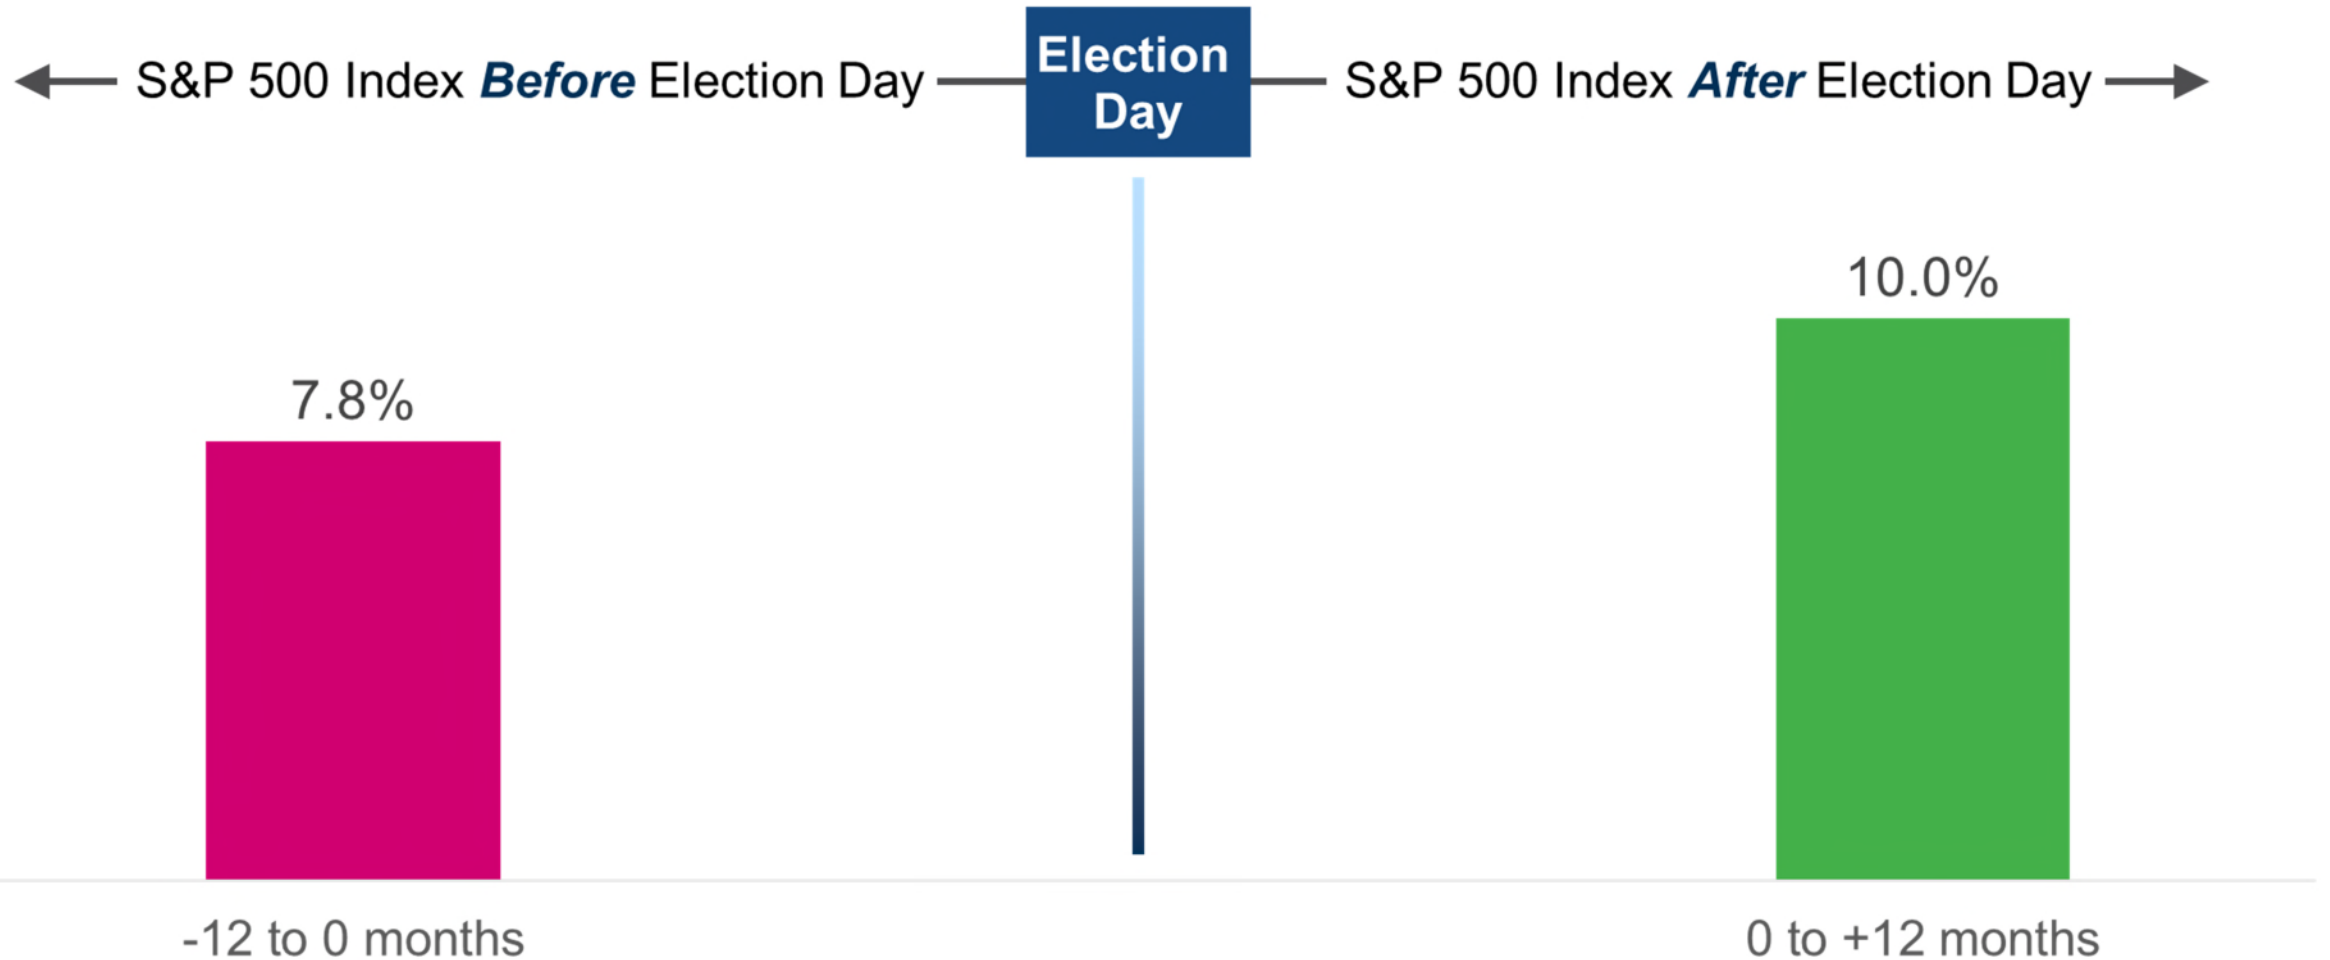 S&P 500 Index Before Election Day
Election
Day
S&P 500 Index After Election Day
7.8%
10.0%
-12 to 0 months
0 to +12 months